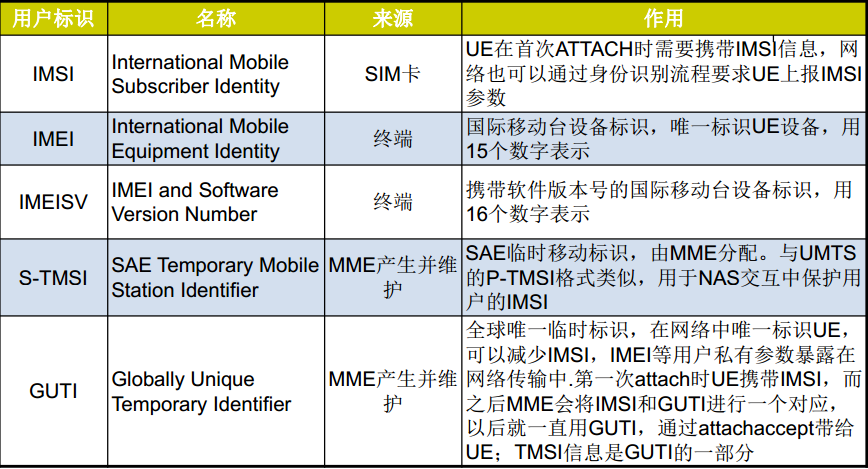 用户标识 名称 来源 作用
IMSI International Mobile Subscriber Identity SIM卡 UE在首次ATTACH时需要携带IMSI信息，网
络也可以通过身份识别流程要求UE上报IMSI
参数
IMEI International Mobile Equipment Identity 终端 国际移动台设备标识，唯一标识UE设备，用
15个数字表示
IMEISV IMEI and Software Version Number 终端 携带软件版本号的国际移动台设备标识，用
16个数字表示
S-TMSI SAE Temporary Mobile Station Identifier MME产生并维护 SAE临时移动标识，由MME分配。与UMTS
的P-TMSI格式类似，用于NAS交互中保护用
户的IMSI
GUTI Globally Unique Temporary Identifier MME产生并维护 全球唯一临时标识，在网络中唯一标识UE，
可以减少IMSI，IMEI等用户私有参数暴露在
网络传输中.第一次attach时UE携带IMSI，而
之后MME会将IMSI和GUTI进行一个对应，
以后就一直用GUTI，通过attachaccept带给
UE；TMSI信息是GUTI的一部分